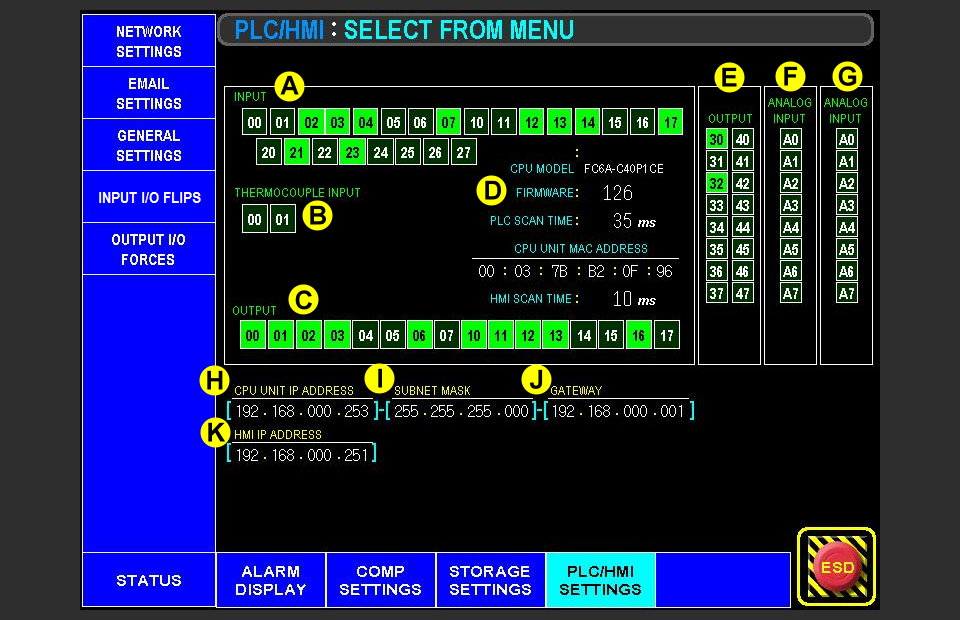 NETWORK SETTINGS
EMAIL SETTINGS
GENERAL SETTINGS
INPUT I/O FLIPS
OUTPUT I/O FORCES
STATUS
PLC/HMI : SELECT FROM MENU
A
INPUT
00 01 02 03 04 05 06 07 10 11 12 13 14 15 16 17
20 21 22 23 24 25 26 27
:
CPU MODEL FC6A-C40P1CE
D
FIRMWARE: 126
PLC SCAN TIME: 35 ms
CPU UNIT MAC ADDRESS
00 : 03 : 7B : B2 : 0F : 96
HMI SCAN TIME: 10 ms
THERMOCOUPLE INPUT
B
00 01
C
OUTPUT
00 01 02 03 04 05 06 07 10 11 12 13 14 15 16 17
E
OUTPUT
30 40
31 41
32 42
33 43
34 44
35 45
36 46
37 47
F
ANALOG INPUT
A0
A1
A2
A3
A4
A5
A6
A7
G
ANALOG INPUT
A0
A1
A2
A3
A4
A5
A6
A7
H
CPU UNIT IP ADDRESS
[192.168.000.253]-
I
SUBNET MASK
[255.255.255.000]-
J
GATEWAY
[192.168.000.001]
K
HMI IP ADDRESS
[192.168.000.251]
ALARM DISPLAY
COMP SETTINGS
STORAGE SETTINGS
PLC/HMI SETTINGS
ESD